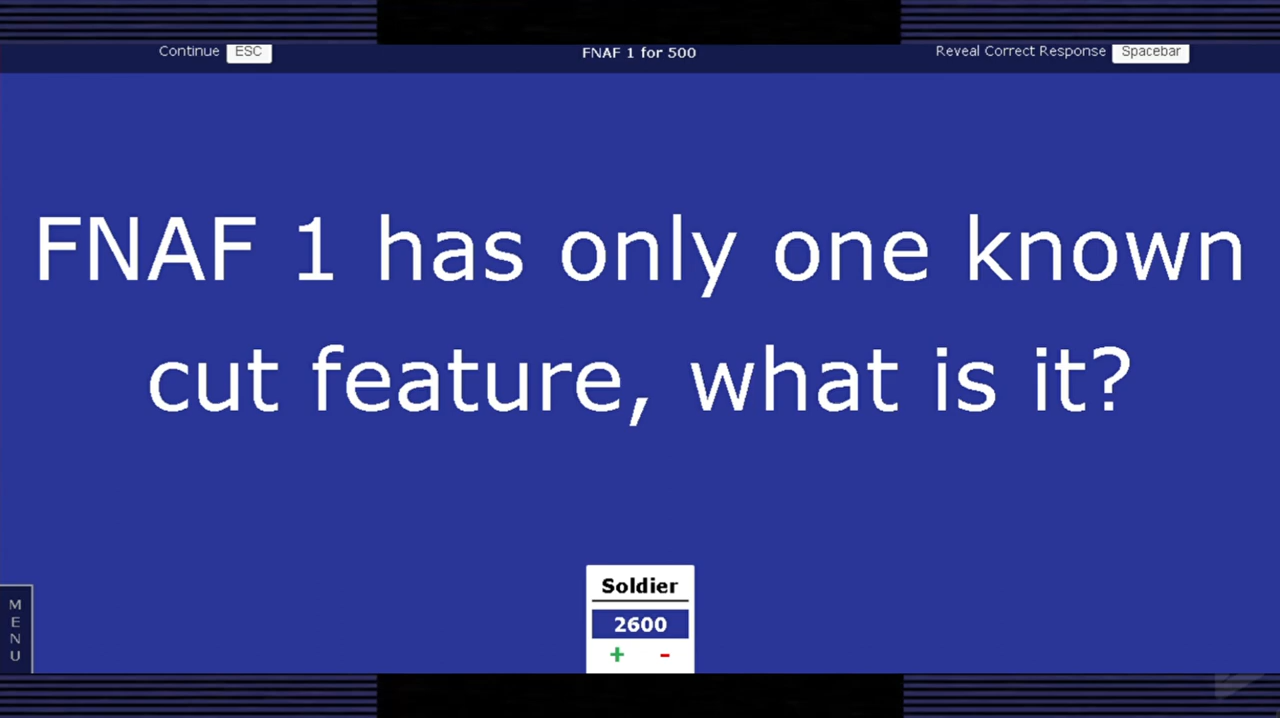 Continue ESC FNAF 1 for 500 Reveal Correct Response Spacebar
FNAF 1 has only one known
cut feature, what is it?
Soldier
2600
+ -
MENU